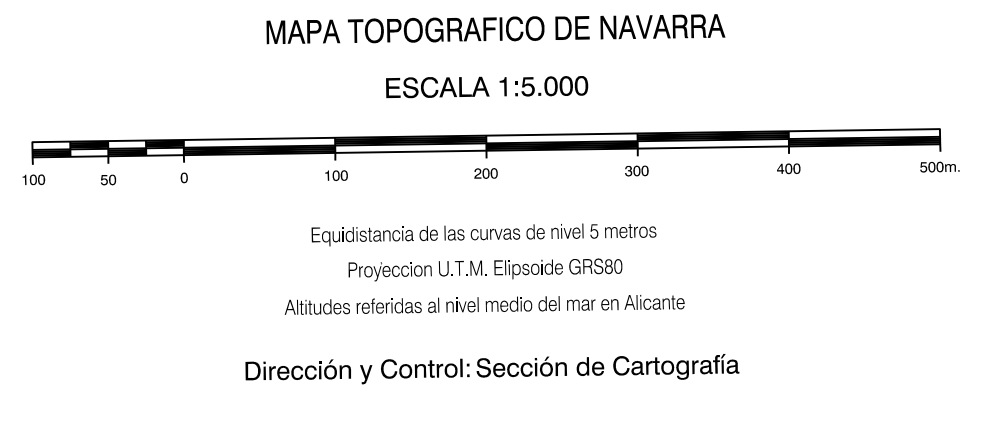 MAPA TOPOGRAFICO DE NAVARRA
ESCALA 1:5.000
100 50 0 100 200 300 400 500m.
Equidistancia de las curvas de nivel 5 metros
Proyeccion U.T.M. Elipsoide GRS80
Altitudes referidas al nivel medio del mar en Alicante
Dirección y Control: Sección de Cartografía